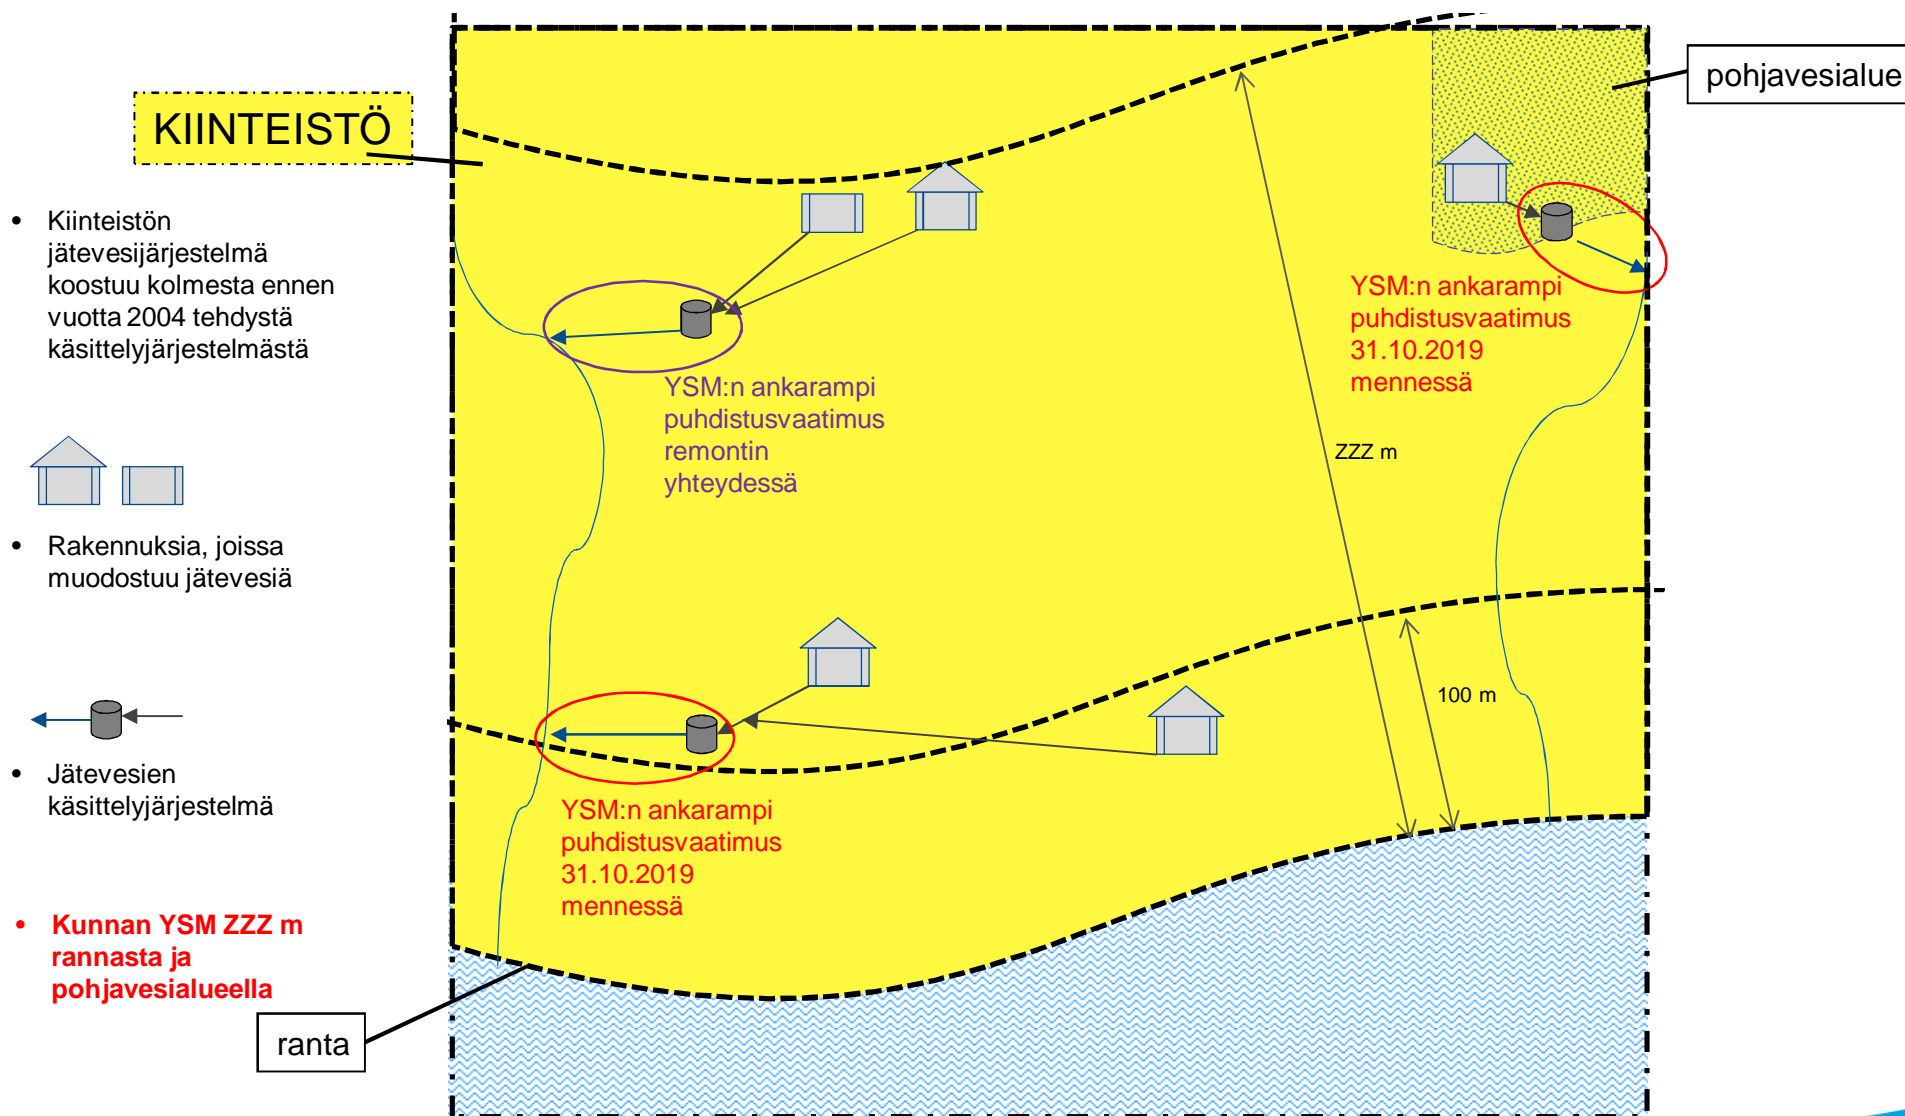 KIINTEISTÖ
• Kiinteistön
jätevesijärjestelmä
koostuu kolmesta ennen
vuotta 2004 tehdystä
käsittelyjärjestelmästä
• Rakennuksia, joissa
muodostuu jätevesiä
• Jätevesien
käsittelyjärjestelmä
• Kunnan YSM ZZZ m
rannasta ja
pohjavesialueella
ranta
pohjavesialue
YSM:n ankarampi
puhdistusvaatimus
remontin
yhteydessä
YSM:n ankarampi
puhdistusvaatimus
31.10.2019
mennessä
ZZZ m
100 m
YSM:n ankarampi
puhdistusvaatimus
31.10.2019
mennessä